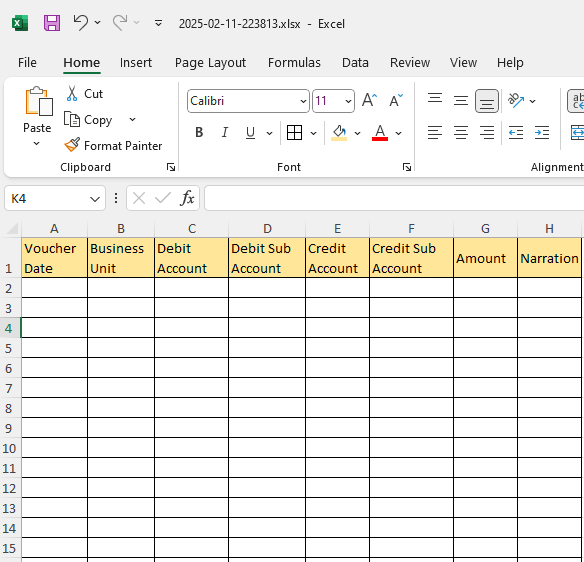 2025-02-11-223813.xlsx - Excel
File Home Insert Page Layout Formulas Data Review View Help
Paste
Cut
Copy
Format Painter
Clipboard
Calibri 11 A A
B I U A
Font
ab
Alignment
K4 fx
A B C D E F G H
1 Voucher Date Business Unit Debit Account Debit Sub Account Credit Account Credit Sub Account Amount Narration
2
3
4
5
6
7
8
9
10
11
12
13
14
15